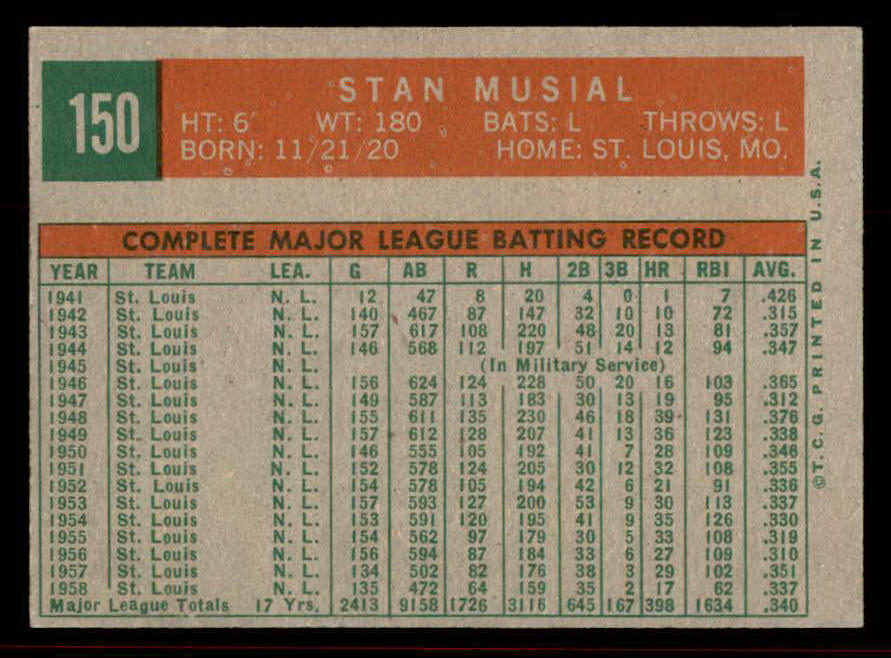 150
STAN MUSIAL
HT: 6' WT: 180 BATS: L THROWS: L
BORN: 11/21/20 HOME: ST. LOUIS, MO.
COMPLETE MAJOR LEAGUE BATTING RECORD
YEAR TEAM LEA. G AB R H 2B 3B HR RBI AVG.
1941 St. Louis N. L. 12 47 8 20 4 0 1 7 .426
1942 St. Louis N. L. 140 467 87 147 32 10 10 72 .315
1943 St. Louis N. L. 157 617 108 220 48 20 13 81 .357
1944 St. Louis N. L. 146 568 112 197 51 14 12 94 .347
1945 St. Louis N. L. (In Military Service)
1946 St. Louis N. L. 156 624 124 228 50 20 16 103 .365
1947 St. Louis N. L. 149 587 113 183 30 13 19 95 .312
1948 St. Louis N. L. 155 611 135 230 46 18 39 131 .376
1949 St. Louis N. L. 157 612 128 207 41 13 36 123 .338
1950 St. Louis N. L. 146 555 105 192 41 7 28 109 .346
1951 St. Louis N. L. 152 578 124 205 30 12 32 108 .355
1952 St. Louis N. L. 154 578 105 194 42 6 21 91 .336
1953 St. Louis N. L. 157 593 127 200 53 9 30 113 .337
1954 St. Louis N. L. 153 591 120 195 41 9 35 126 .330
1955 St. Louis N. L. 154 562 97 179 30 5 33 108 .319
1956 St. Louis N. L. 156 594 87 184 33 6 27 109 .310
1957 St. Louis N. L. 134 502 82 176 38 3 29 102 .351
1958 St. Louis N. L. 135 472 64 159 35 2 17 62 .337
Major League Totals 17 Yrs. 2413 9158 1726 3116 645 167 398 1634 .340
©T.C.G. PRINTED IN U.S.A.